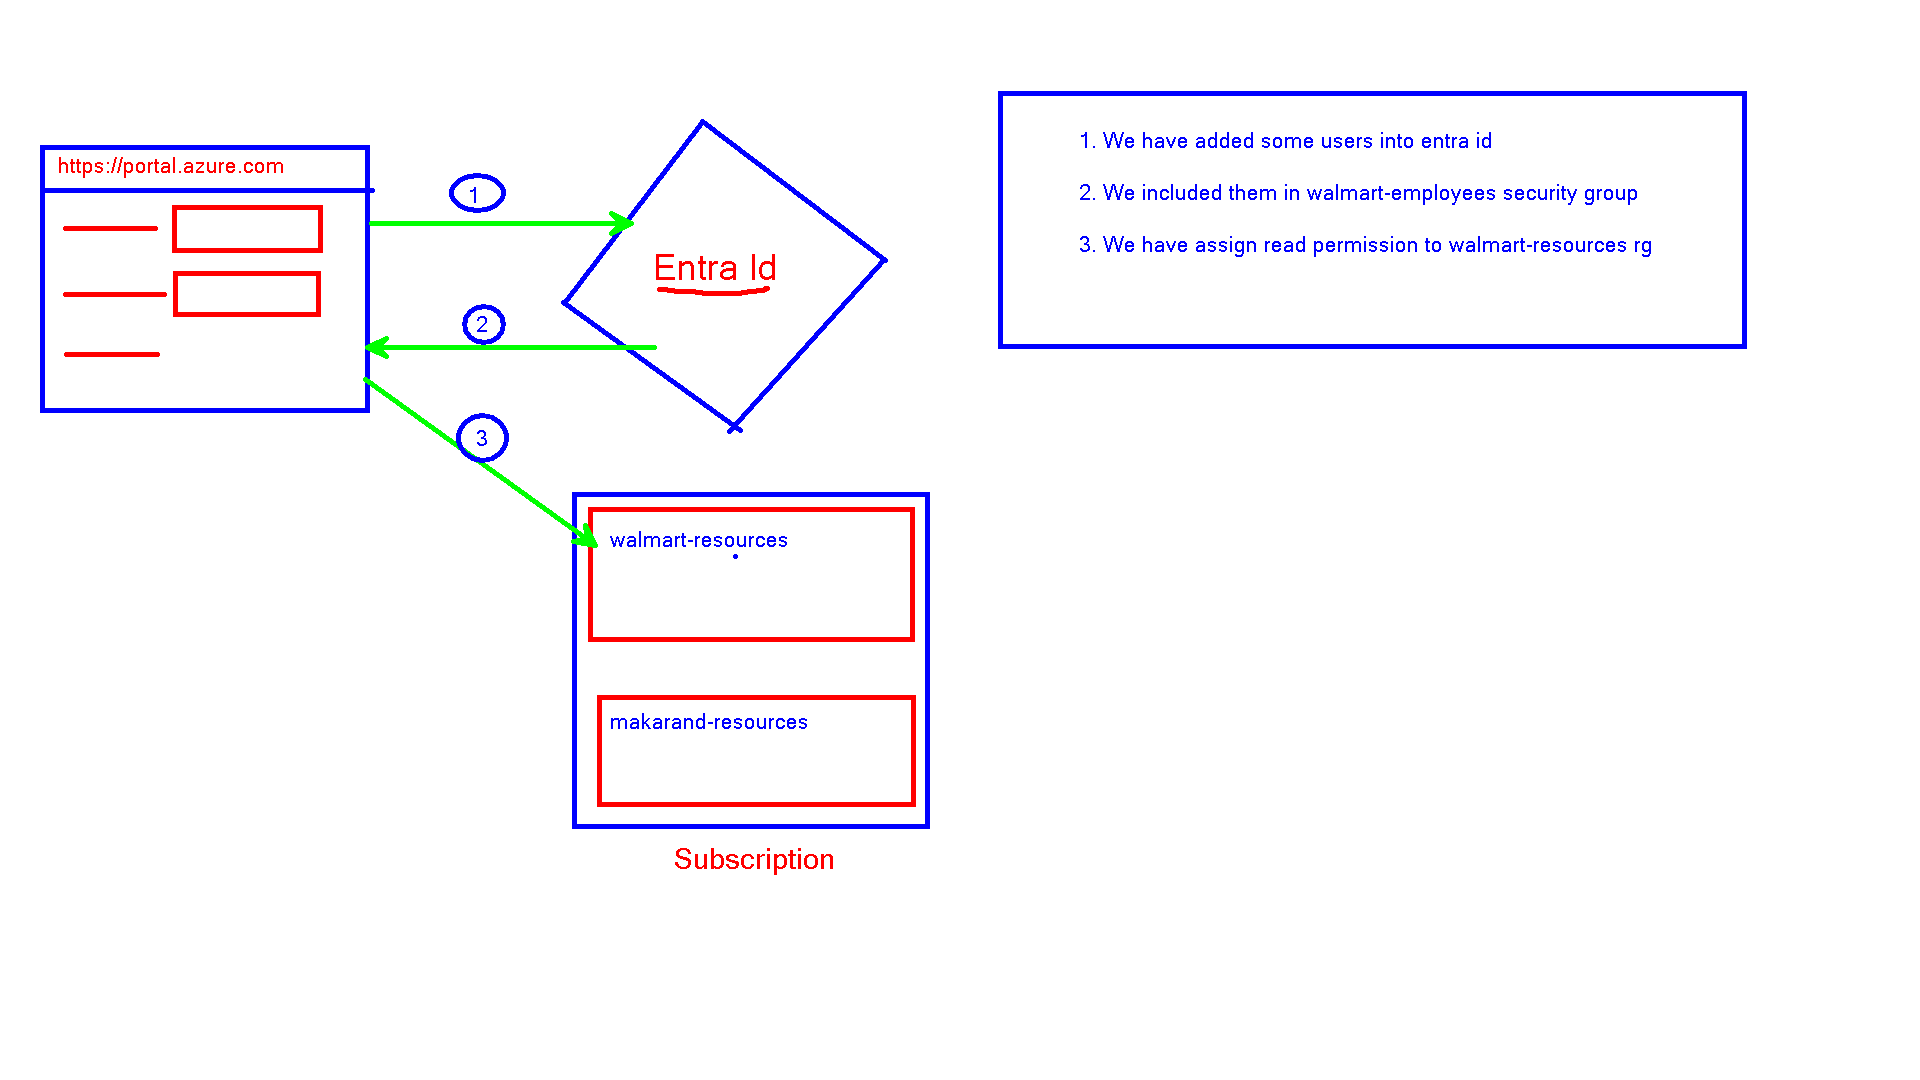 https://portal.azure.com
1
Entra Id
2
3
walmart-resources
makarand-resources
Subscription
1. We have added some users into entra id
2. We included them in walmart-employees security group
3. We have assign read permission to walmart-resources rg